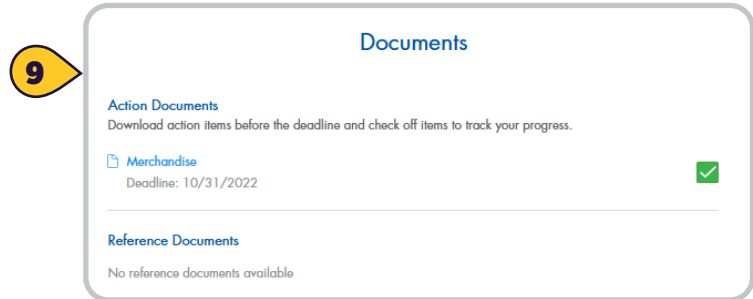 9
Documents
Action Documents
Download action items before the deadline and check off items to track your progress.
Merchandise
Deadline: 10/31/2022
Reference Documents
No reference documents available